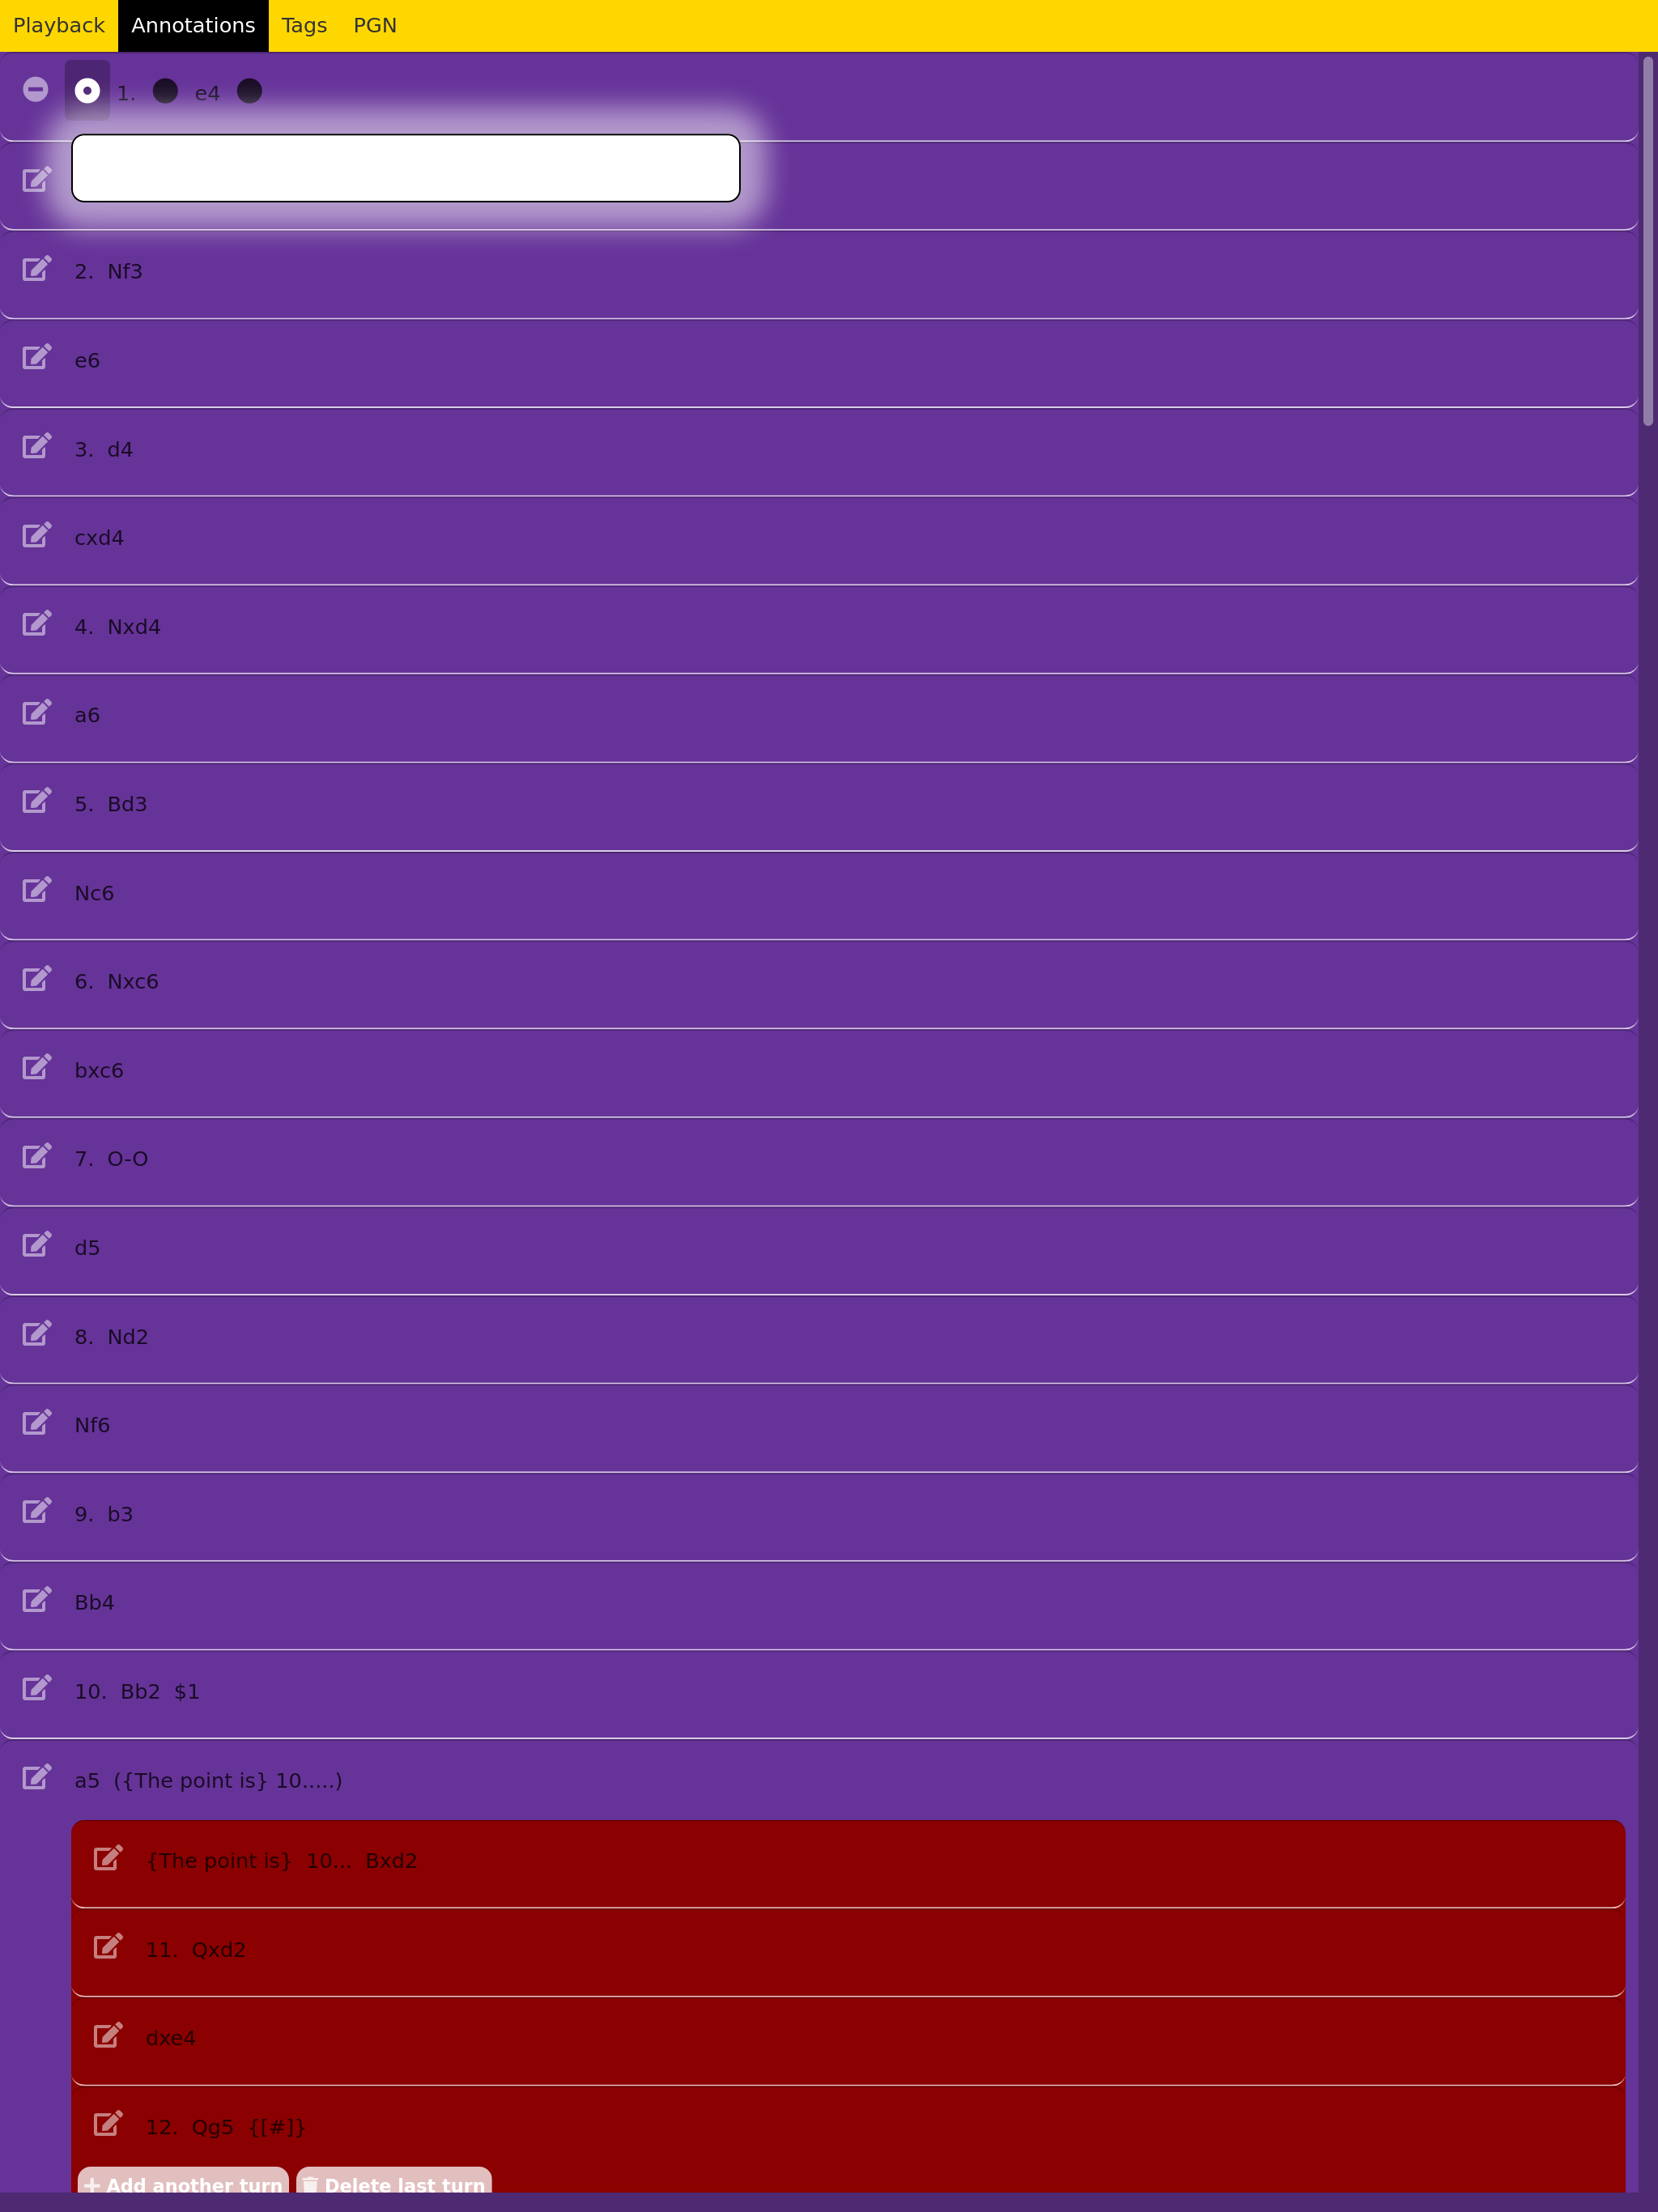 Playback Annotations Tags PGN
1. e4
2. Nf3
e6
3. d4
cxd4
4. Nxd4
a6
5. Bd3
Nc6
6. Nxc6
bxc6
7. O-O
d5
8. Nd2
Nf6
9. b3
Bb4
10. Bb2 $1
a5 ({The point is} 10.....)
{The point is} 10... Bxd2
11. Qxd2
dxe4
12. Qg5 {[#]}
Add another turn Delete last turn